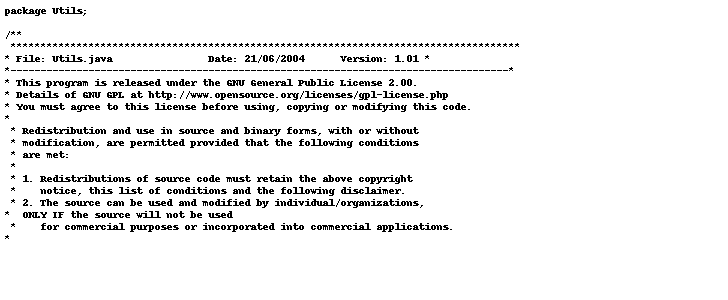 package Utils;
/**
*************************************************************************************
* File: Utils.java Date: 21/06/2004 Version: 1.01 *
*-----------------------------------------------------------------------------------*
* This program is released under the GNU General Public License 2.00.
* Details of GNU GPL at http://www.opensource.org/licenses/gpl-license.php
* You must agree to this license before using, copying or modifying this code.
*
* Redistribution and use in source and binary forms, with or without
* modification, are permitted provided that the following conditions
* are met:
*
* 1. Redistributions of source code must retain the above copyright
* notice, this list of conditions and the following disclaimer.
* 2. The source can be used and modified by individual/organizations,
* ONLY IF the source will not be used
* for commercial purposes or incorporated into commercial applications.
*